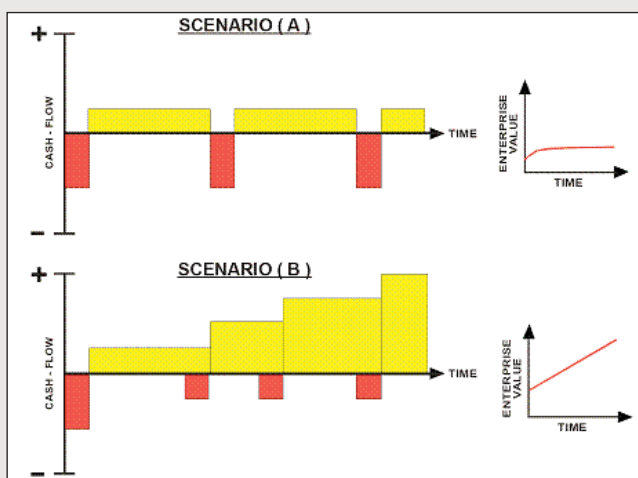 SCENARIO ( A )
+
CASH - FLOW
TIME
–
ENTERPRISE
VALUE
TIME
SCENARIO ( B )
+
CASH - FLOW
TIME
–
ENTERPRISE
VALUE
TIME